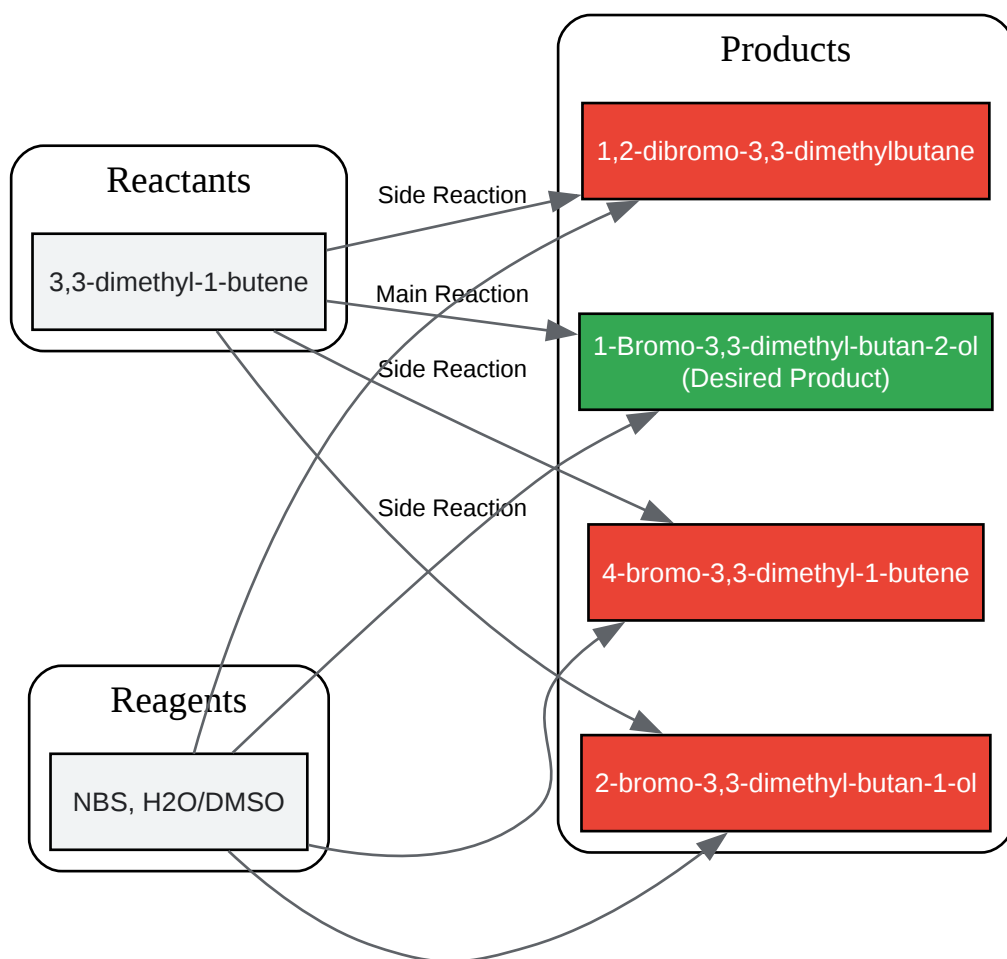 Products
1,2-dibromo-3,3-dimethylbutane
Reactants
Side Reaction
3,3-dimethyl-1-butene
Main Reaction
1-Bromo-3,3-dimethyl-butan-2-ol
(Desired Product)
Side Reaction
Side Reaction
4-bromo-3,3-dimethyl-1-butene
Reagents
NBS, H2O/DMSO
2-bromo-3,3-dimethyl-butan-1-ol